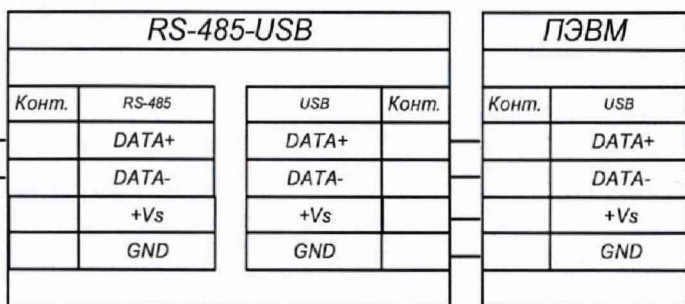 RS-485-USB ПЭВМ
Конт. RS-485 USB Конт. Конт. USB
DATA+ DATA+ DATA+
DATA- DATA- DATA-
+Vs +Vs +Vs
GND GND GND